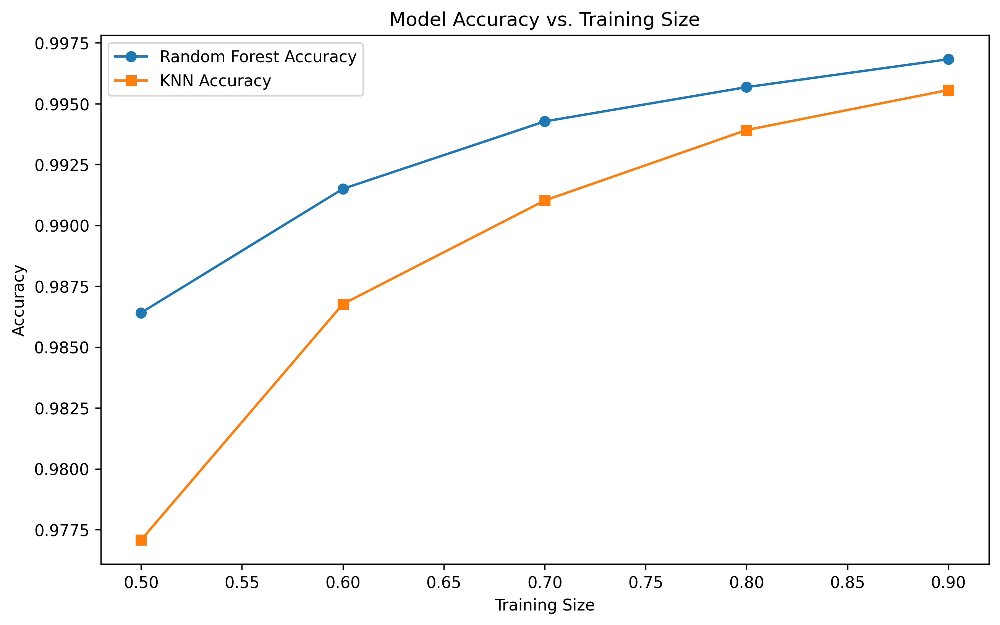 Model Accuracy vs. Training Size
Random Forest Accuracy
KNN Accuracy
0.9975
0.9950
0.9925
0.9900
0.9875
0.9850
0.9825
0.9800
0.9775
Accuracy
0.50 0.55 0.60 0.65 0.70 0.75 0.80 0.85 0.90
Training Size